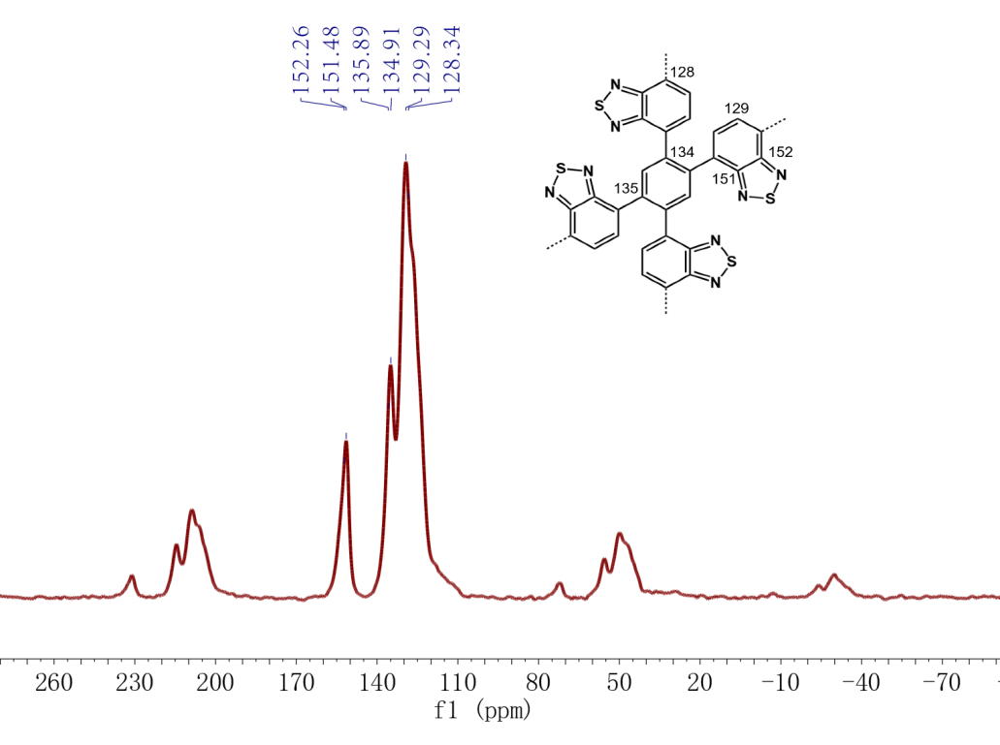 152.26
151.48
135.89
134.91
129.29
128.34
128
N
S
N
129
134
152
151
N
N
S
S
N
N
135
N
S
N
260 230 200 170 140 110 80 50 20 -10 -40 -70
f1 (ppm)